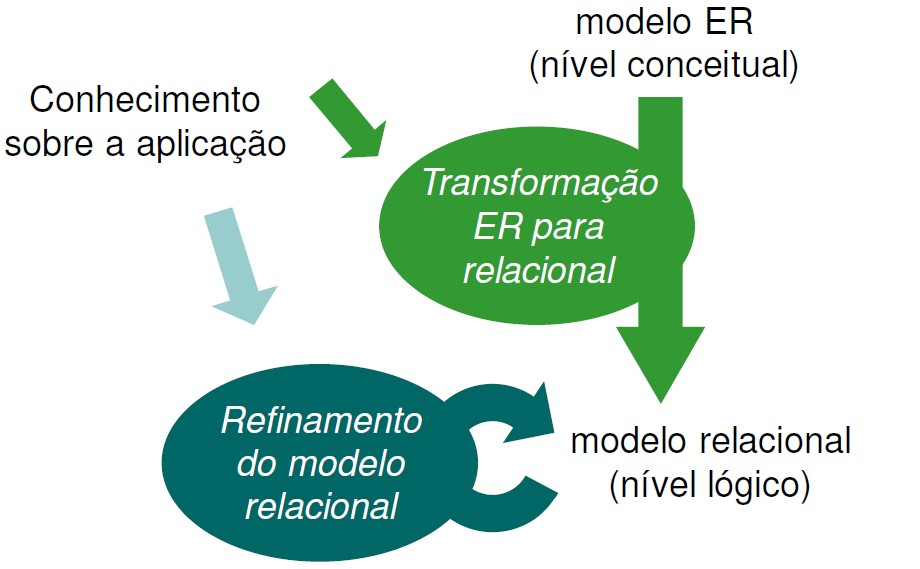 modelo ER
(nível conceitual)
Conhecimento
sobre a aplicação
Transformação
ER para
relacional
Refinamento
do modelo
relacional
modelo relacional
(nível lógico)